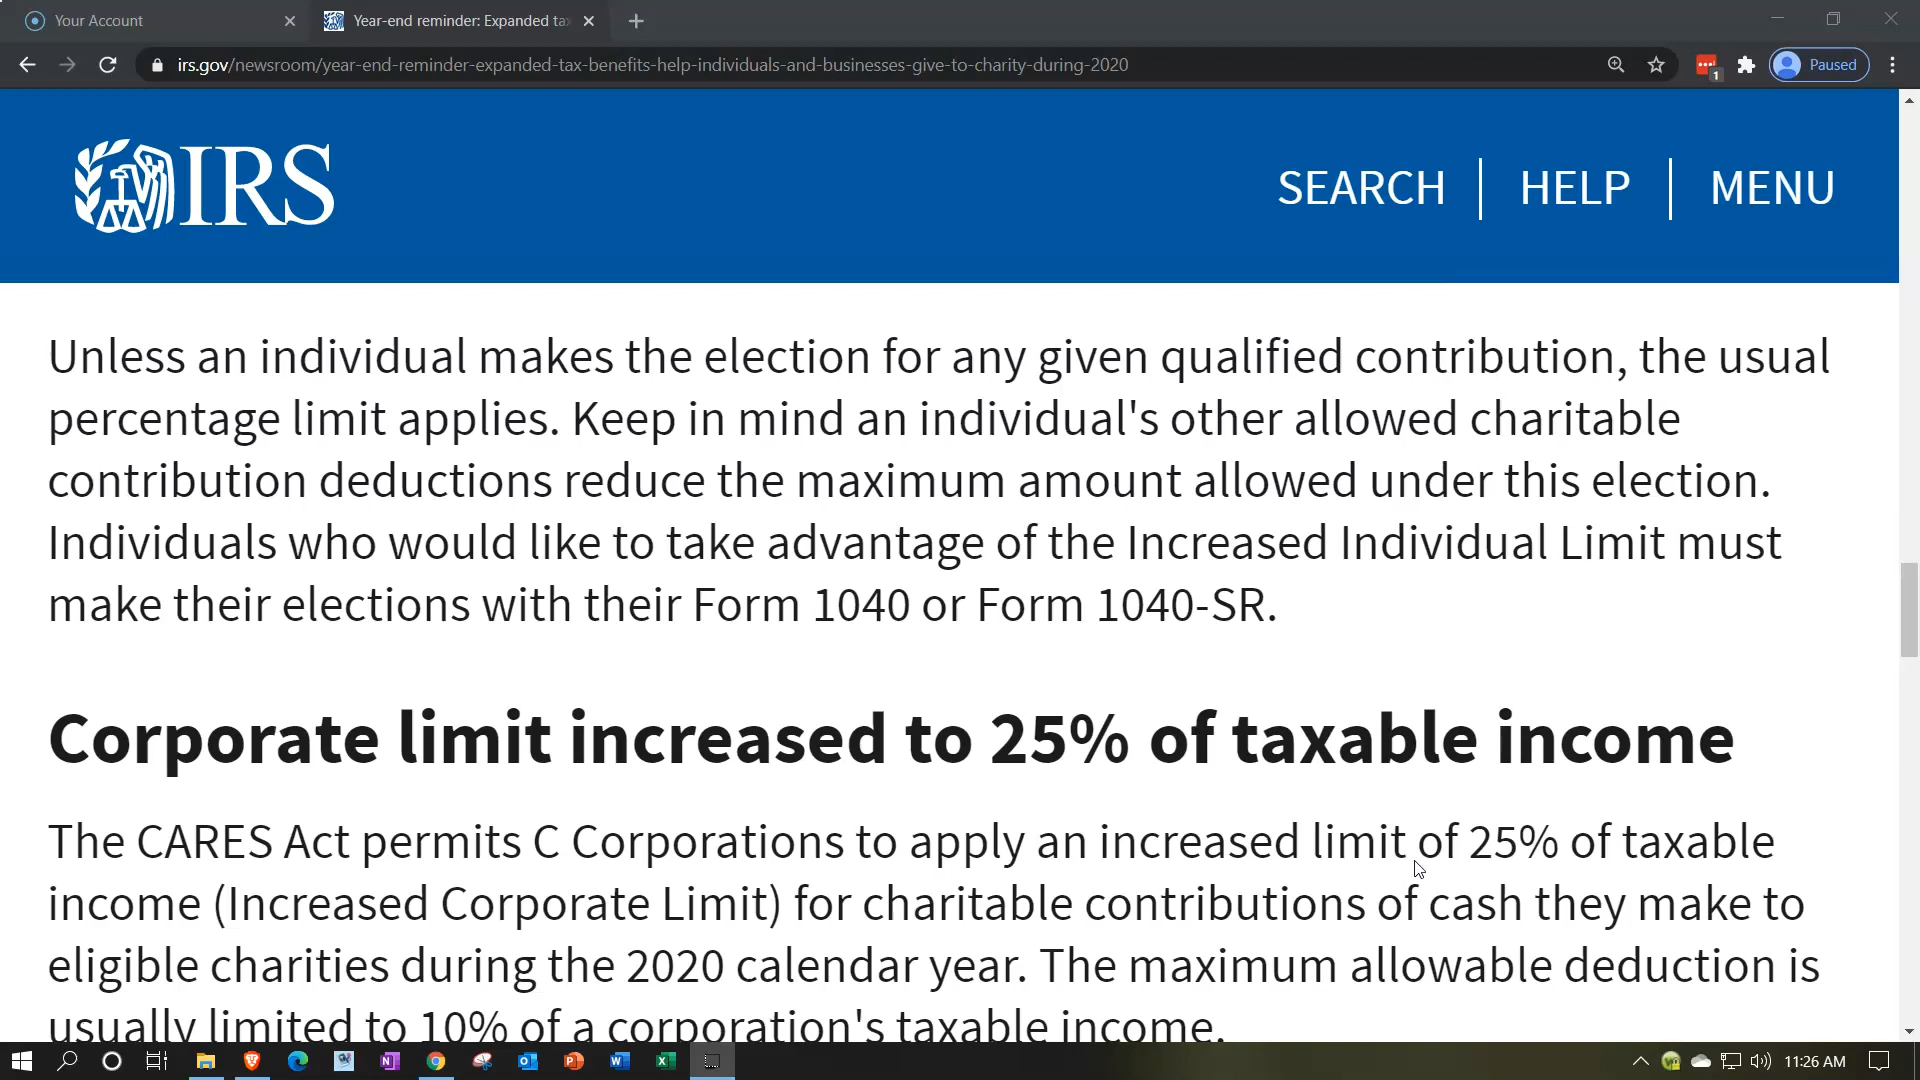 Your Account
Year-end reminder: Expanded ta
irs.gov/newsroom/year-end-reminder-expanded-tax-benefits-help-individuals-and-businesses-give-to-charity-during-2020
1
Paused
IRS
SEARCH
HELP
MENU
Unless an individual makes the election for any given qualified contribution, the usual
percentage limit applies. Keep in mind an individual's other allowed charitable
contribution deductions reduce the maximum amount allowed under this election.
Individuals who would like to take advantage of the Increased Individual Limit must
make their elections with their Form 1040 or Form 1040-SR.
Corporate limit increased to 25% of taxable income
The CARES Act permits C Corporations to apply an increased limit of 25% of taxable
income (Increased Corporate Limit) for charitable contributions of cash they make to
eligible charities during the 2020 calendar year. The maximum allowable deduction is
usually limited to 10% of a corporation's taxable income.
11:26 AM